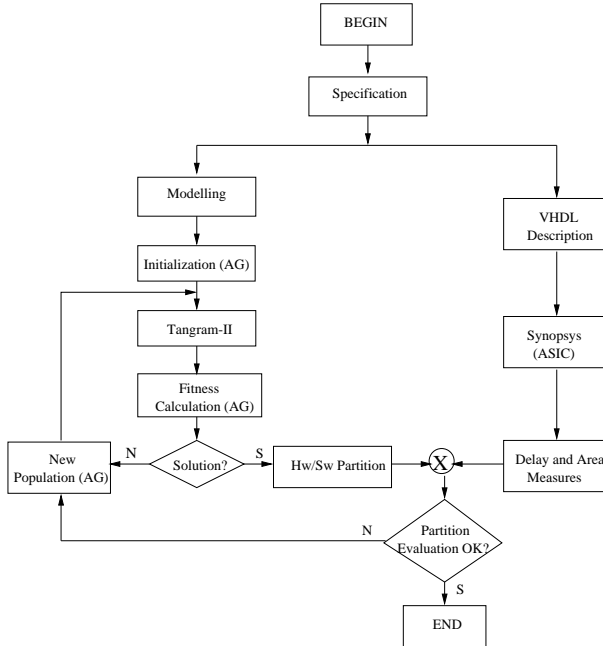 BEGIN
Specification
Modelling
VHDL
Description
Initialization (AG)
Tangram-II
Synopsys
(ASIC)
Fitness
Calculation (AG)
New
Population (AG)
N
Solution?
S
Hw/Sw Partition
X
Delay and Area
Measures
N
Partition
Evaluation OK?
S
END